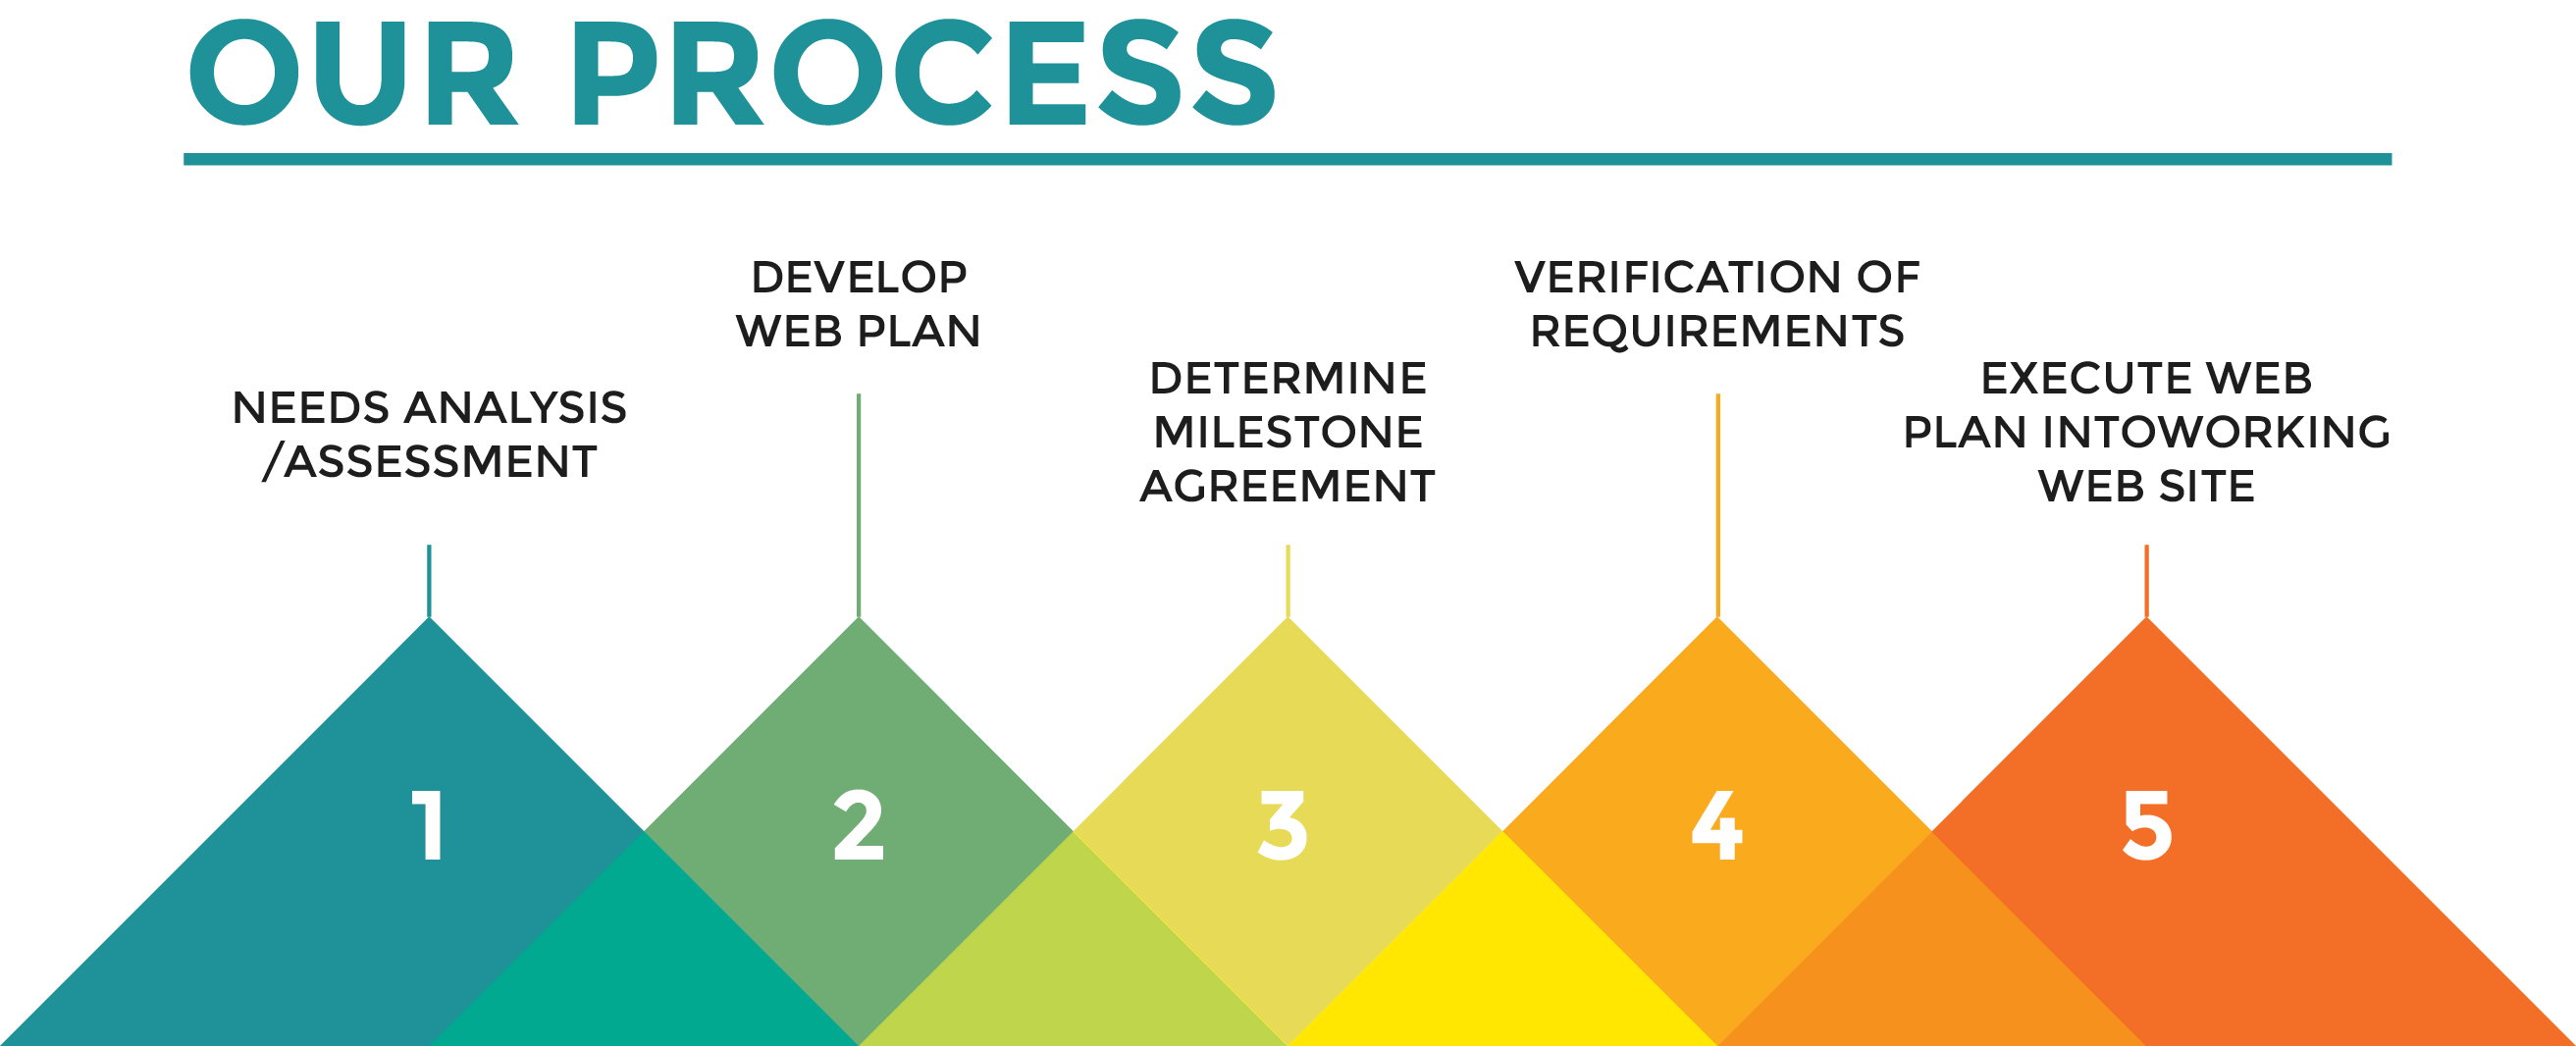 OUR PROCESS
NEEDS ANALYSIS
/ASSESSMENT
DEVELOP
WEB PLAN
DETERMINE
MILESTONE
AGREEMENT
VERIFICATION OF
REQUIREMENTS
EXECUTE WEB
PLAN INTOWORKING
WEB SITE
1
2
3
4
5